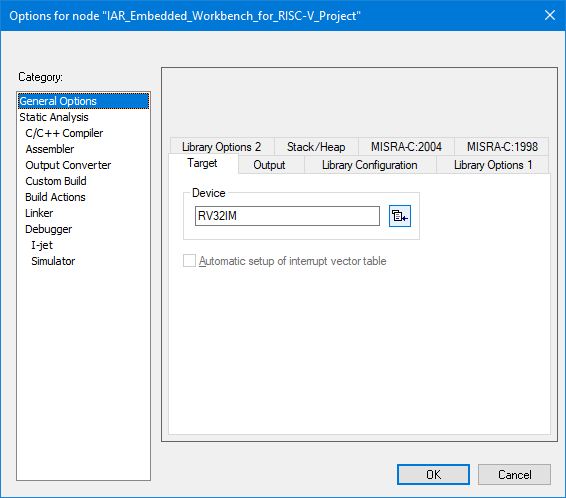 Options for node "IAR_Embedded_Workbench_for_RISC-V_Project"
Category:
General Options
Static Analysis
C/C++ Compiler
Assembler
Output Converter
Custom Build
Build Actions
Linker
Debugger
I-jet
Simulator
Library Options 2 Stack/Heap MISRA-C:2004 MISRA-C:1998
Target Output Library Configuration Library Options 1
Device
RV32IM
Automatic setup of interrupt vector table
OK Cancel